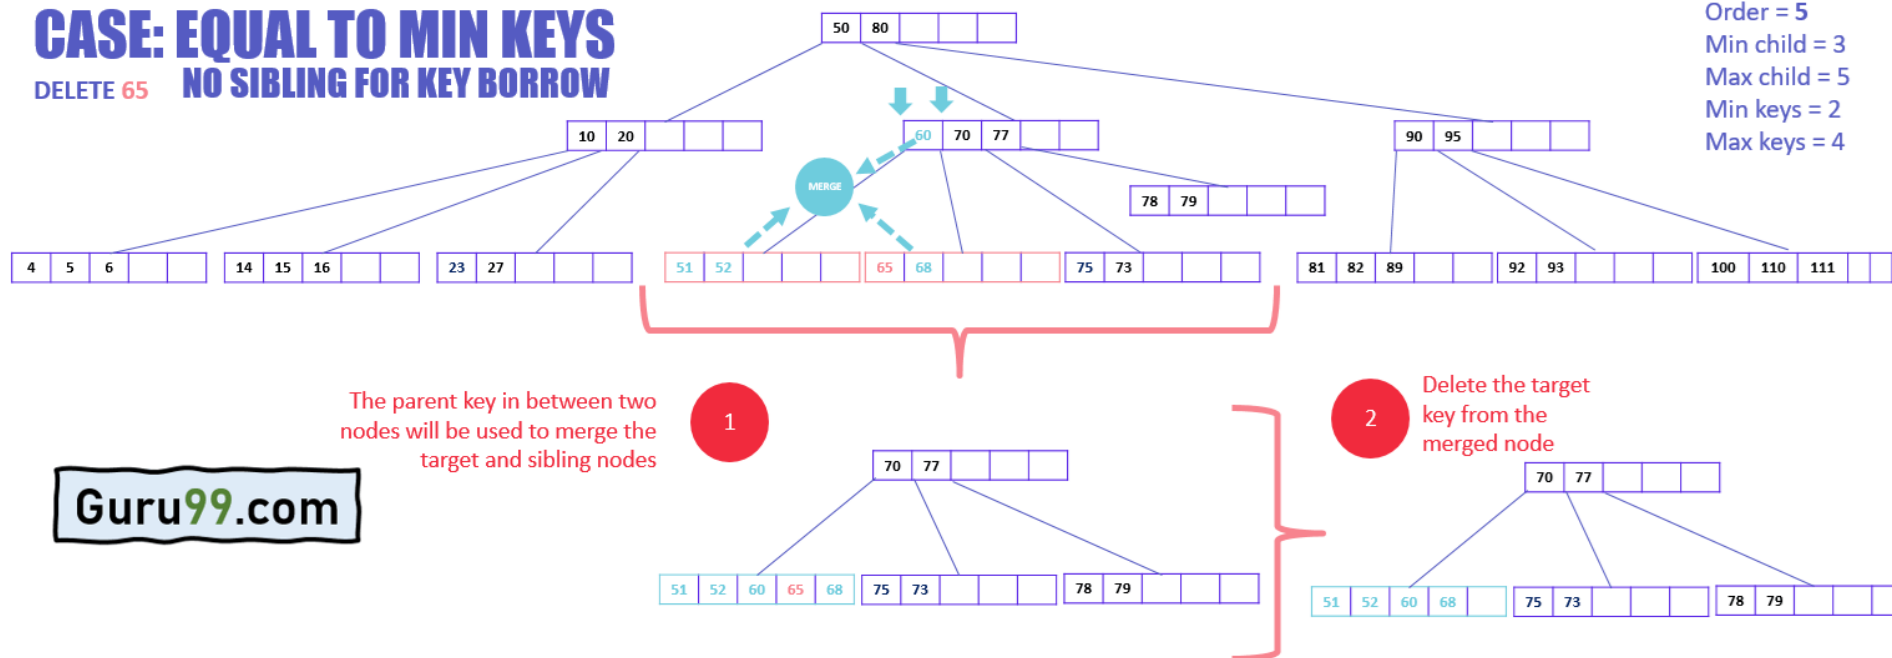 CASE: EQUAL TO MIN KEYS
DELETE 65 NO SIBLING FOR KEY BORROW
Order = 5
Min child = 3
Max child = 5
Min keys = 2
Max keys = 4
50 80
10 20
60 70 77
90 95
MERGE
78 79
4 5 6
14 15 16
23 27
51 52
65 68
75 73
81 82 89
92 93
100 110 111
1
The parent key in between two
nodes will be used to merge the
target and sibling nodes
70 77
51 52 60 65 68
75 73
78 79
2
Delete the target
key from the
merged node
70 77
51 52 60 68
75 73
78 79
Guru99.com